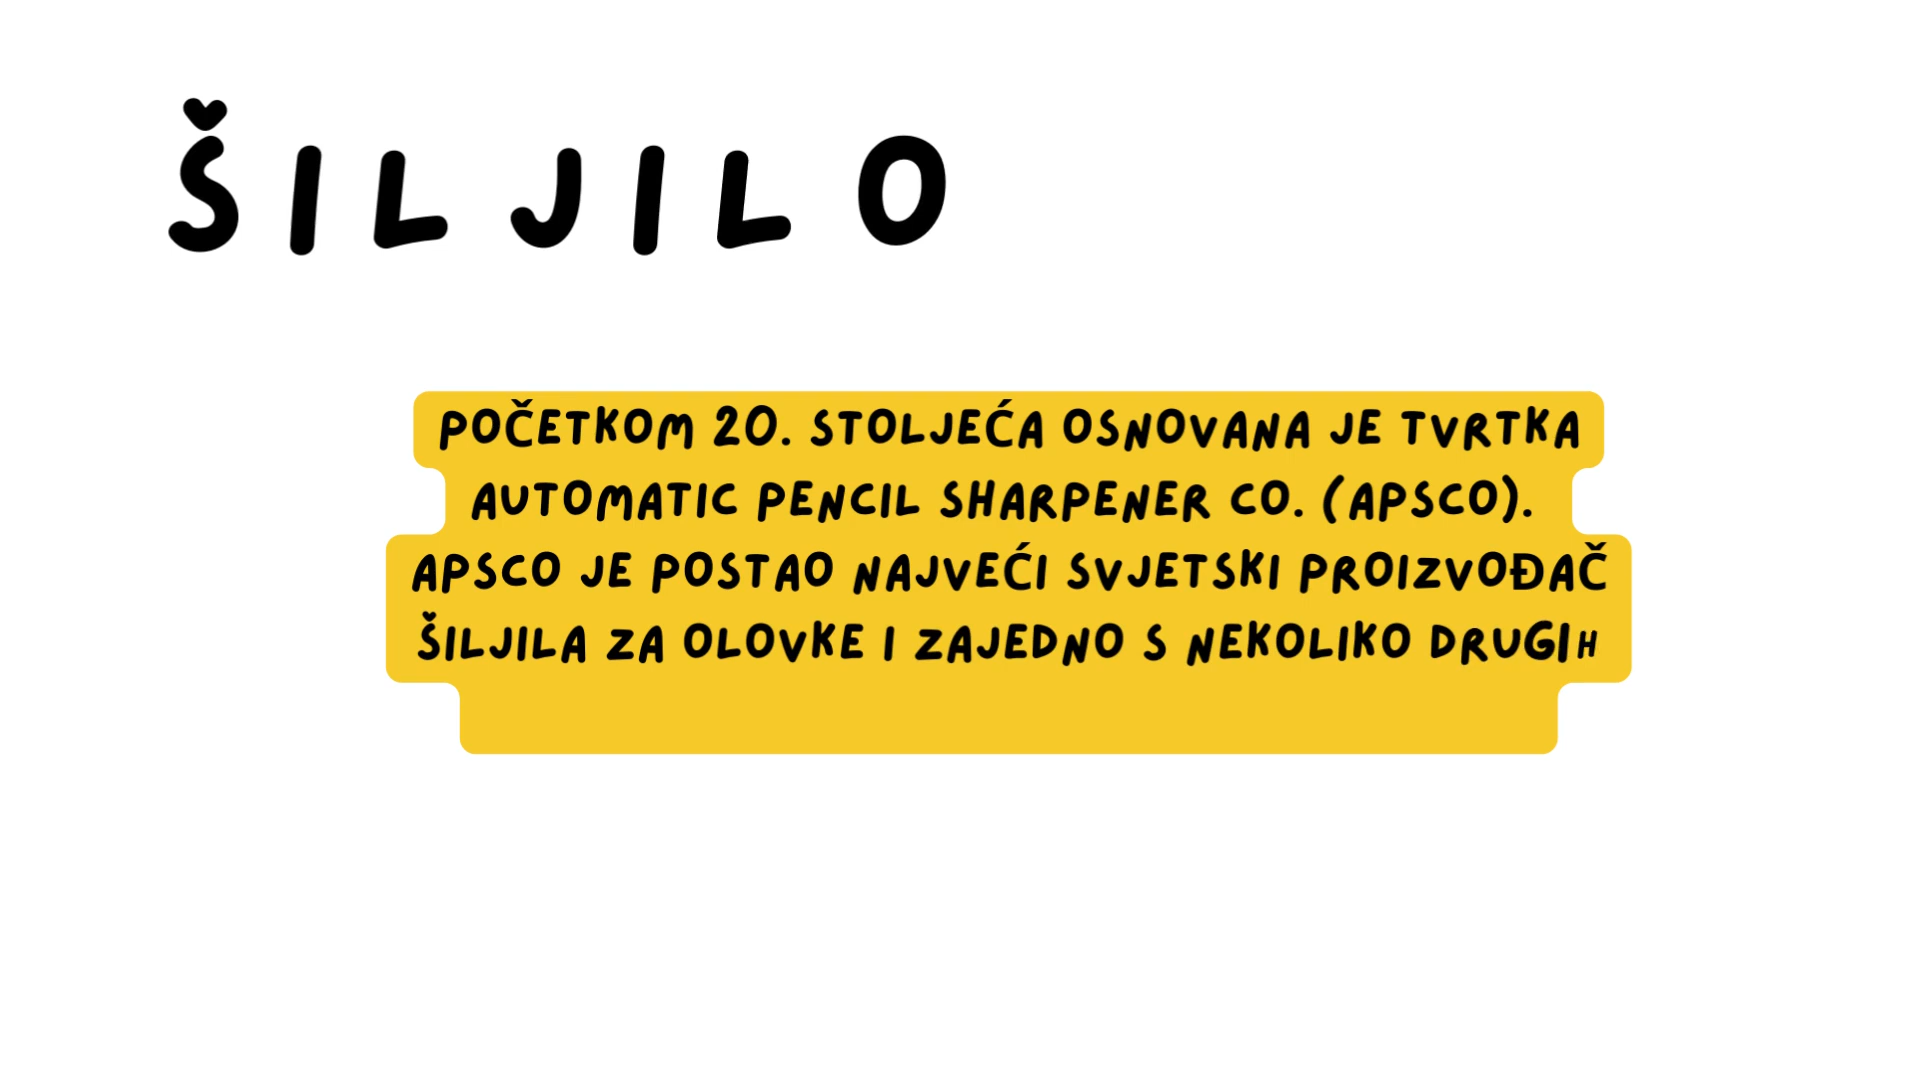 ŠILJILO
POČETKOM 20. STOLJEĆA OSNOVANA JE TVRTKA
AUTOMATIC PENCIL SHARPENER CO. (APSCO).
APSCO JE POSTAO NAJVEĆI SVJETSKI PROIZVOĐAČ
ŠILJILA ZA OLOVKE I ZAJEDNO S NEKOLIKO DRUGIH